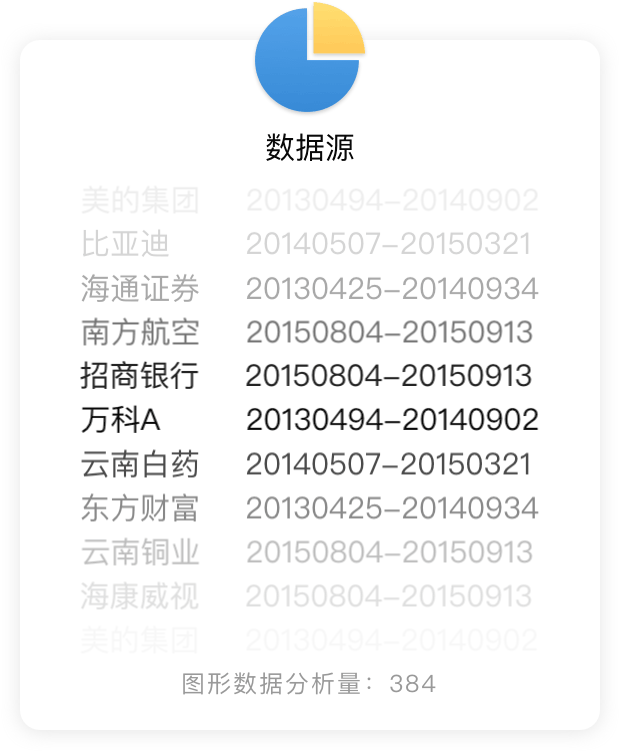 数据源
美的集团 20130494-20140902
比亚迪 20140507-20150321
海通证券 20130425-20140934
南方航空 20150804-20150913
招商银行 20150804-20150913
万科A 20130494-20140902
云南白药 20140507-20150321
东方财富 20130425-20140934
云南铜业 20150804-20150913
海康威视 20150804-20150913
美的集团 20130494-20140902
图形数据分析量：384